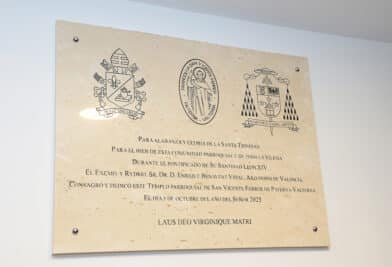 PARA ALABANZA Y GLORIA DE LA SANTA TRINIDAD
PARA EL BIEN DE ESTA COMUNIDAD PARROQUIAL Y DE TODA LA IGLESIA
DURANTE EL PONTIFICADO DE SU SANTIDAD LEÓN XIV
EL EXCMO Y RVDMO. SR. DR. D. ENRIQUE BENAVENT VIDAL, ARZOBISPO DE VALENCIA,
CONSAGRÓ Y DEDICÓ ESTE TEMPLO PARROQUIAL DE SAN VICENTE FERRER DE PATERNA-VALTERNA
EL DÍA DE OCTUBRE DEL AÑO DEL SEÑOR 2025
LAUS DEO VIRGINIQUE MATRI